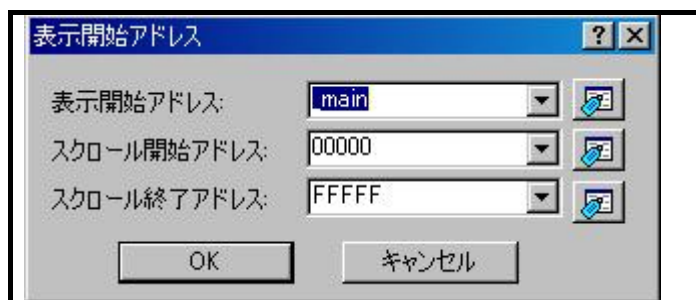 表示開始アドレス ? ×
表示開始アドレス: _main
スクロール開始アドレス: 00000
スクロール終了アドレス: FFFFF
OK キャンセル